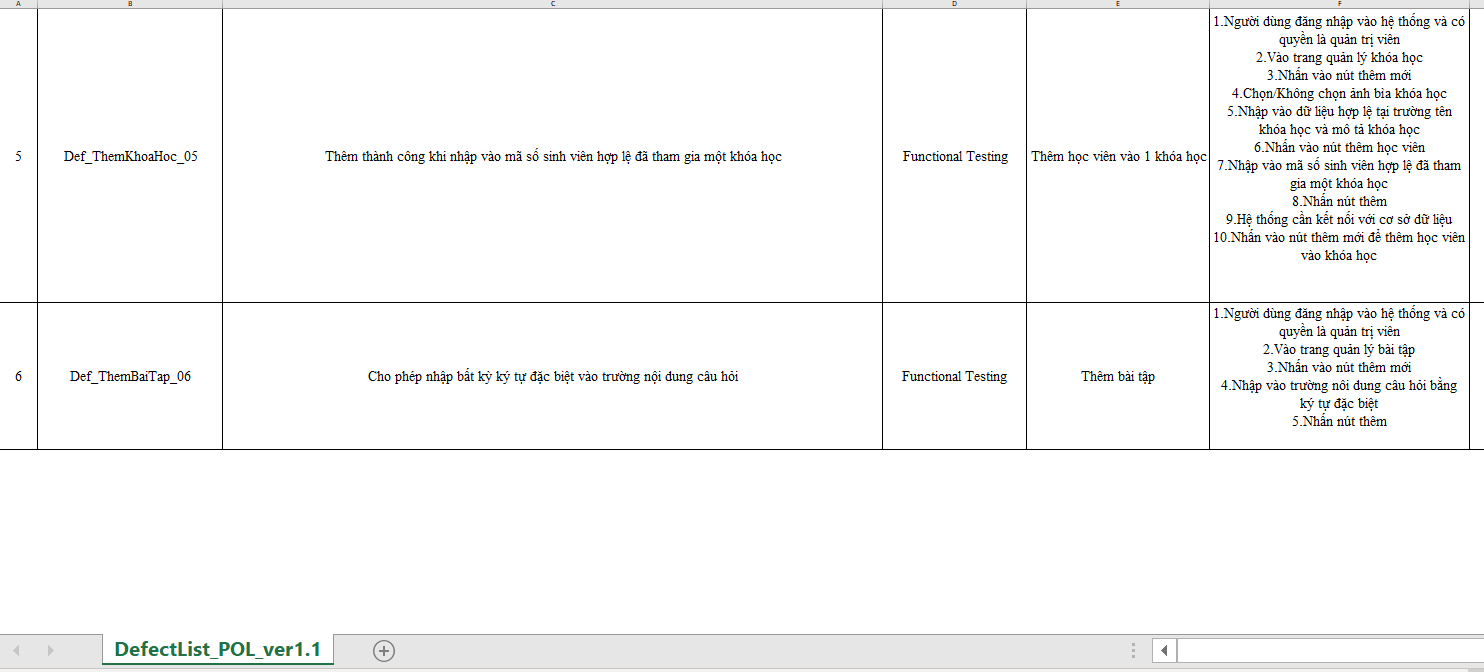 A B C D E F
5
Def_ThemKhoaHoc_05
Thêm thành công khi nhập vào mã số sinh viên hợp lệ đã tham gia một khóa học
Functional Testing
Thêm học viên vào 1 khóa học
1.Người dùng đăng nhập vào hệ thống và có
quyền là quản trị viên
2.Vào trang quản lý khóa học
3.Nhấn vào nút thêm mới
4.Chọn/Không chọn ảnh bìa khóa học
5.Nhập vào dữ liệu hợp lệ tại trường tên
khóa học và mô tả khóa học
6.Nhấn vào nút thêm học viên
7.Nhập vào mã số sinh viên hợp lệ đã tham
gia một khóa học
8.Nhấn nút thêm
9.Hệ thống cần kết nối với cơ sở dữ liệu
10.Nhấn vào nút thêm mới để thêm học viên
vào khóa học
6
Def_ThemBaiTap_06
Cho phép nhập bất kỳ ký tự đặc biệt vào trường nội dung câu hỏi
Functional Testing
Thêm bài tập
1.Người dùng đăng nhập vào hệ thống và có
quyền là quản trị viên
2.Vào trang quản lý bài tập
3.Nhấn vào nút thêm mới
4.Nhập vào trường nôi dung câu hỏi bằng
ký tự đặc biệt
5.Nhấn nút thêm
DefectList_POL_ver1.1